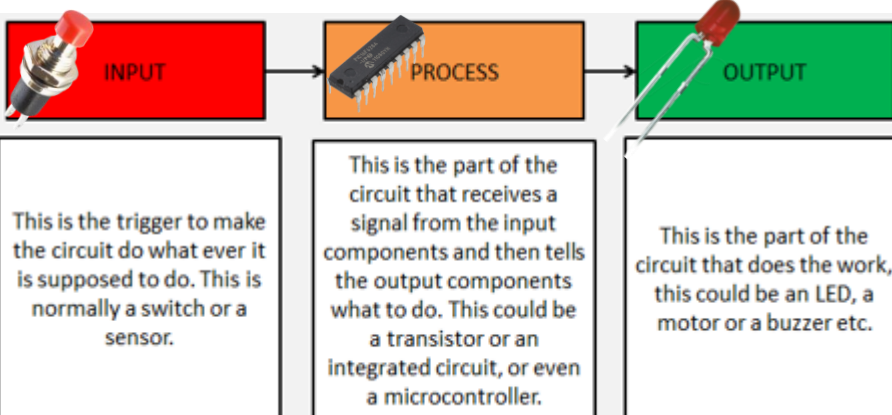 INPUT
PROCESS
OUTPUT
This is the trigger to make
the circuit do what ever it
is supposed to do. This is
normally a switch or a
sensor.
This is the part of the
circuit that receives a
signal from the input
components and then tells
the output components
what to do. This could be
a transistor or an
integrated circuit, or even
a microcontroller.
This is the part of the
circuit that does the work,
this could be an LED, a
motor or a buzzer etc.